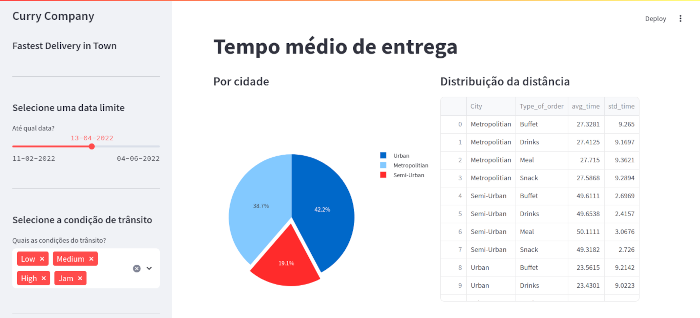 Curry Company
Fastest Delivery in Town
Selecione uma data limite
Até qual data?
13-04-2022
11-02-2022 04-06-2022
Selecione a condição de trânsito
Quais as condições do trânsito?
Low × Medium ×
High × Jam ×
Deploy
Tempo médio de entrega
Por cidade
Urban
Metropolitian
Semi-Urban
38.7%
42.2%
19.1%
Distribuição da distância
City Type_of_order avg_time std_time
0 Metropolitian Buffet 27.3281 9.265
1 Metropolitian Drinks 27.4125 9.1697
2 Metropolitian Meal 27.715 9.3621
3 Metropolitian Snack 27.5868 9.2894
4 Semi-Urban Buffet 49.6111 2.6969
5 Semi-Urban Drinks 49.6538 2.4157
6 Semi-Urban Meal 50.1111 3.0676
7 Semi-Urban Snack 49.3182 2.726
8 Urban Buffet 23.5615 9.2142
9 Urban Drinks 23.4301 9.0223